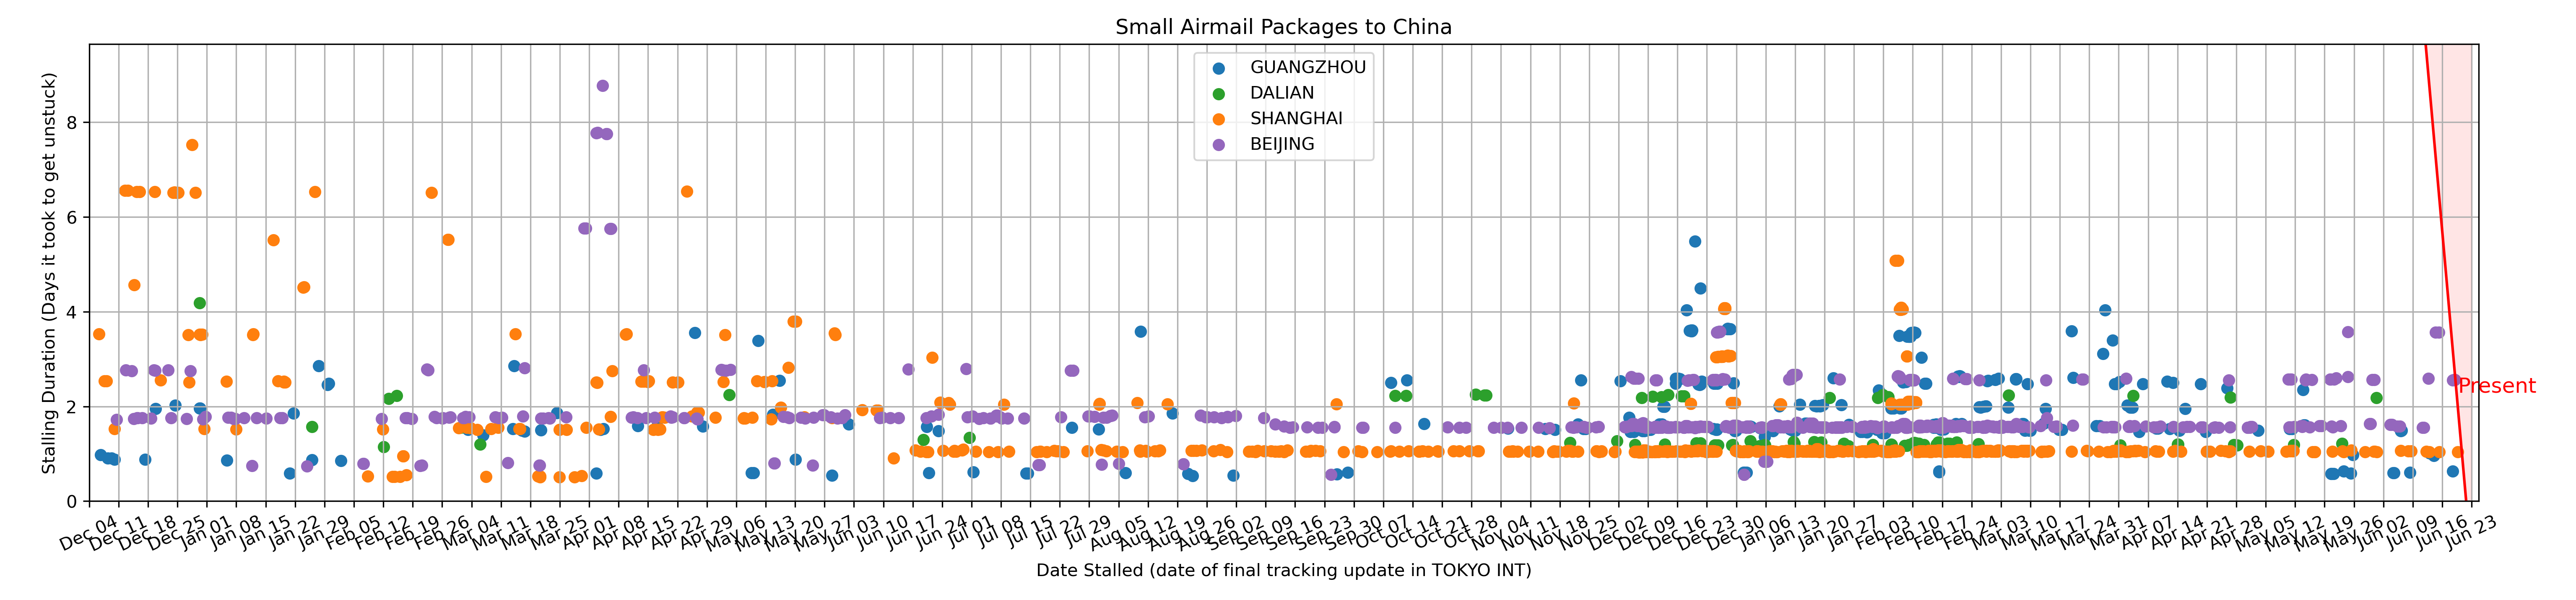 Small Airmail Packages to China
GUANGZHOU
DALIAN
SHANGHAI
BEIJING
Stalling Duration (Days it took to get unstuck)
8
6
4
2
0
Present
Dec 04
Dec 11
Dec 18
Dec 25
Jan 01
Jan 08
Jan 15
Jan 22
Jan 29
Feb 05
Feb 12
Feb 19
Feb 26
Mar 04
Mar 11
Mar 18
Mar 25
Apr 01
Apr 08
Apr 15
Apr 22
Apr 29
May 06
May 13
May 20
May 27
Jun 03
Jun 10
Jun 17
Jun 24
Jul 01
Jul 08
Jul 15
Jul 22
Jul 29
Aug 05
Aug 12
Aug 19
Aug 26
Sep 02
Sep 09
Sep 16
Sep 23
Sep 30
Oct 07
Oct 14
Oct 21
Oct 28
Nov 04
Nov 11
Nov 18
Nov 25
Dec 02
Dec 09
Dec 16
Dec 23
Dec 30
Jan 06
Jan 13
Jan 20
Jan 27
Feb 03
Feb 10
Feb 17
Feb 24
Mar 03
Mar 10
Mar 17
Mar 24
Mar 31
Apr 07
Apr 14
Apr 21
Apr 28
May 05
May 12
May 19
May 26
Jun 02
Jun 09
Jun 16
Jun 23
Date Stalled (date of final tracking update in TOKYO INT)